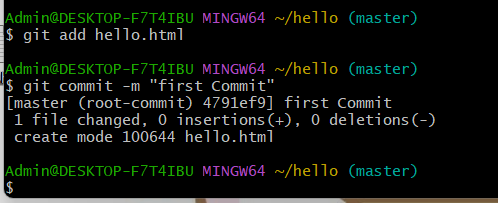 Admin@DESKTOP-F7T4IBU MINGW64 ~/hello (master)
$ git add hello.html
Admin@DESKTOP-F7T4IBU MINGW64 ~/hello (master)
$ git commit -m "first Commit"
[master (root-commit) 4791ef9] first Commit
 1 file changed, 0 insertions(+), 0 deletions(-)
 create mode 100644 hello.html
Admin@DESKTOP-F7T4IBU MINGW64 ~/hello (master)
$